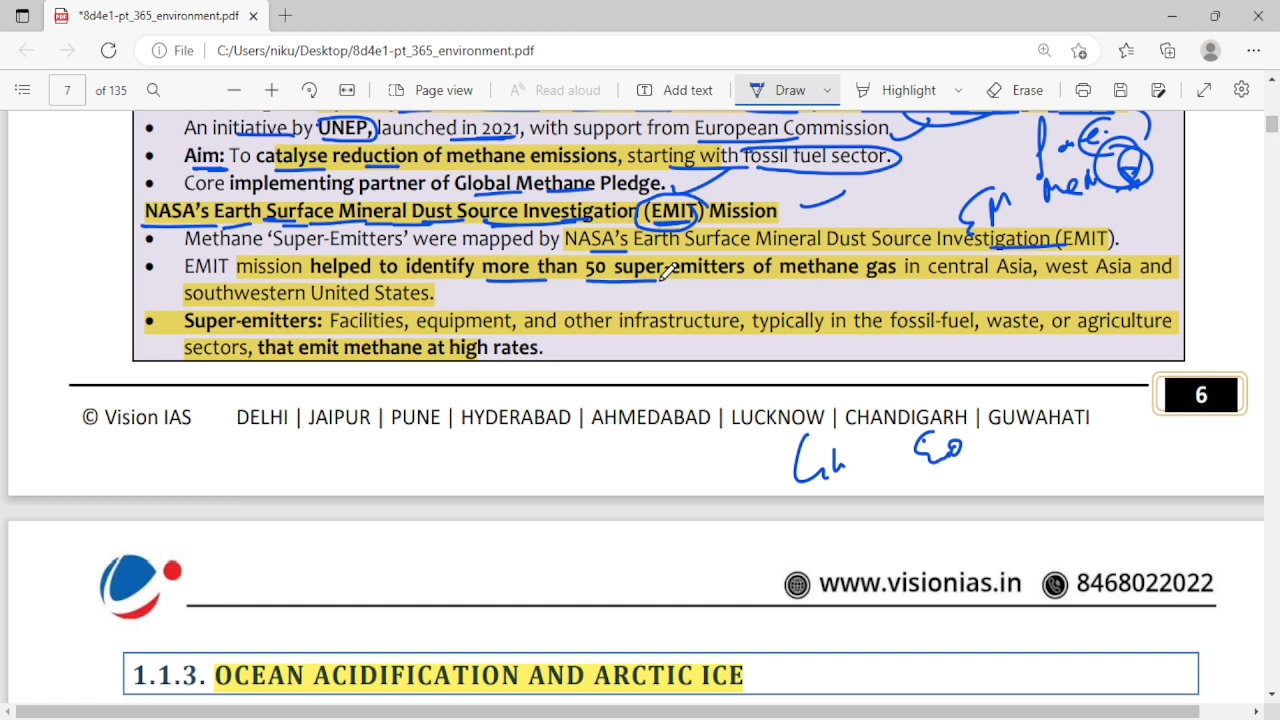 *8d4e1-pt_365_environment.pdf
File C:/Users/niku/Desktop/8d4e1-pt_365_environment.pdf
7 of 135 Page view Read aloud Add text Draw Highlight Erase
• An initiative by UNEP, launched in 2021, with support from European Commission.
• Aim: To catalyse reduction of methane emissions, starting with fossil fuel sector.
• Core implementing partner of Global Methane Pledge.
NASA's Earth Surface Mineral Dust Source Investigation (EMIT) Mission
• Methane 'Super-Emitters' were mapped by NASA's Earth Surface Mineral Dust Source Investigation (EMIT).
• EMIT mission helped to identify more than 50 super-emitters of methane gas in central Asia, west Asia and
southwestern United States.
• Super-emitters: Facilities, equipment, and other infrastructure, typically in the fossil-fuel, waste, or agriculture
sectors, that emit methane at high rates.
6
© Vision IAS DELHI | JAIPUR | PUNE | HYDERABAD | AHMEDABAD | LUCKNOW | CHANDIGARH | GUWAHATI
www.visionias.in 8468022022
1.1.3. OCEAN ACIDIFICATION AND ARCTIC ICE